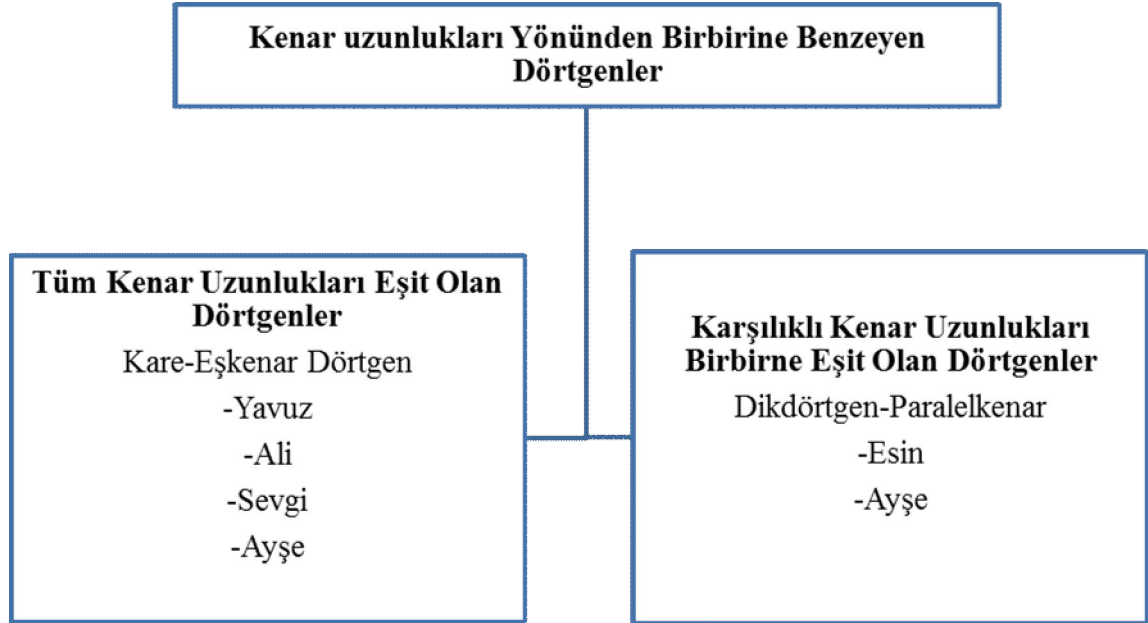 Kenar uzunlukları Yönünden Birbirine Benzeyen
Dörtgenler
Tüm Kenar Uzunlukları Eşit Olan
Dörtgenler
Kare-Eşkenar Dörtgen
-Yavuz
-Ali
-Sevgi
-Ayşe
Karşılıklı Kenar Uzunlukları
Birbirne Eşit Olan Dörtgenler
Dikdörtgen-Paralelkenar
-Esin
-Ayşe